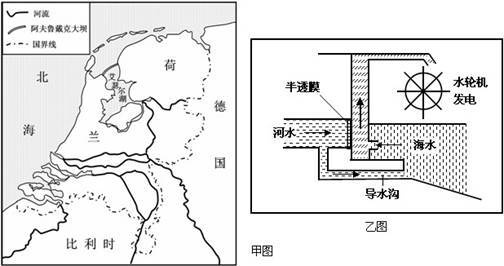 河流
阿夫鲁戴克大坝
国界线
北
海
荷
兰
艾瑟尔湖
德
国
比利时
半透膜
水轮机
发电
河水
海水
导水沟
乙图
甲图